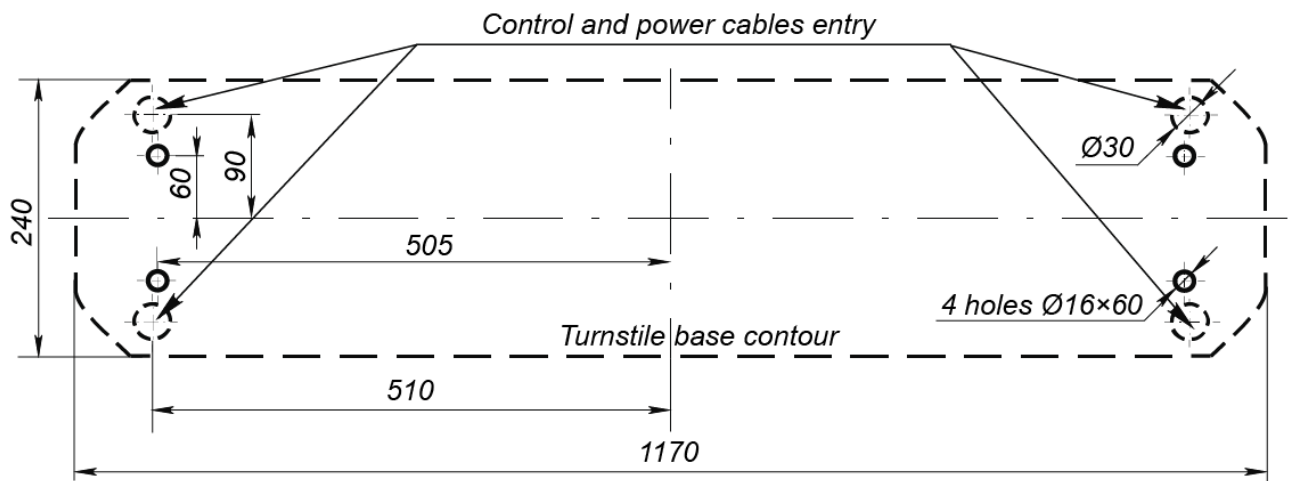 Control and power cables entry
Ø30
90
60
240
505
4 holes Ø16×60
Turnstile base contour
510
1170